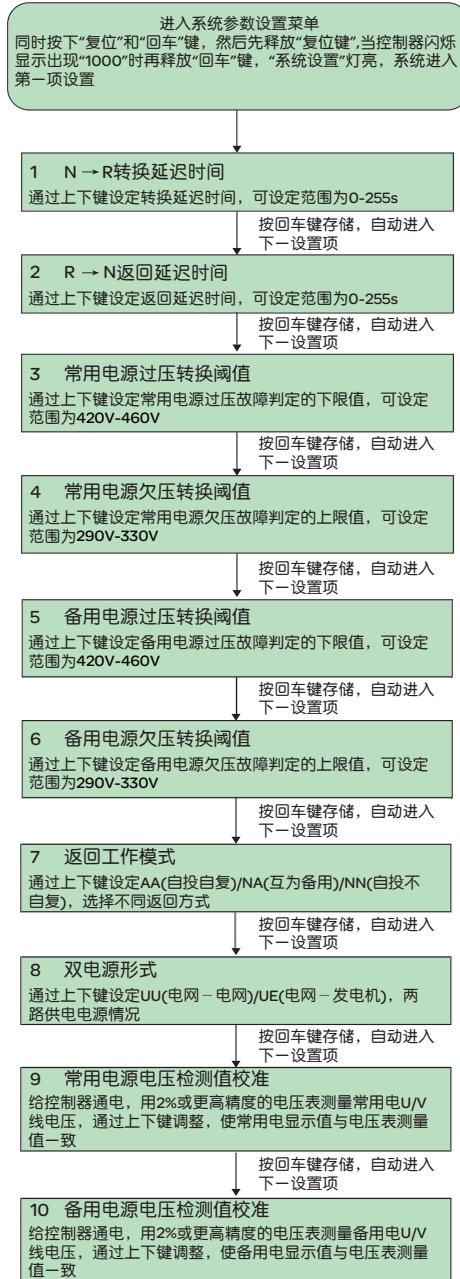 进入系统参数设置菜单
同时按下“复位”和“回车”键，然后先释放“复位键”,当控制器闪烁
显示出现“1000”时再释放“回车”键，“系统设置”灯亮，系统进入
第一项设置
1 N→R转换延迟时间
通过上下键设定转换延迟时间，可设定范围为0-255s
按回车键存储，自动进入
下一设置项
2 R→N返回延迟时间
通过上下键设定返回延迟时间，可设定范围为0-255s
按回车键存储，自动进入
下一设置项
3 常用电源过压转换阈值
通过上下键设定常用电源过压故障判定的下限值，可设定
范围为420V-460V
按回车键存储，自动进入
下一设置项
4 常用电源欠压转换阈值
通过上下键设定常用电源欠压故障判定的上限值，可设定
范围为290V-330V
按回车键存储，自动进入
下一设置项
5 备用电源过压转换阈值
通过上下键设定备用电源过压故障判定的下限值，可设定
范围为420V-460V
按回车键存储，自动进入
下一设置项
6 备用电源欠压转换阈值
通过上下键设定备用电源欠压故障判定的上限值，可设定
范围为290V-330V
按回车键存储，自动进入
下一设置项
7 返回工作模式
通过上下键设定AA(自投自复)/NA(互为备用)/NN(自投不
自复)，选择不同返回方式
按回车键存储，自动进入
下一设置项
8 双电源形式
通过上下键设定UU(电网－电网)/UE(电网－发电机)，两
路供电电源情况
按回车键存储，自动进入
下一设置项
9 常用电源电压检测值校准
给控制器通电，用2%或更高精度的电压表测量常用电U/V
线电压，通过上下键调整，使常用电显示值与电压表测量
值一致
按回车键存储，自动进入
下一设置项
10 备用电源电压检测值校准
给控制器通电，用2%或更高精度的电压表测量备用电U/V
线电压，通过上下键调整，使备用电显示值与电压表测量
值一致